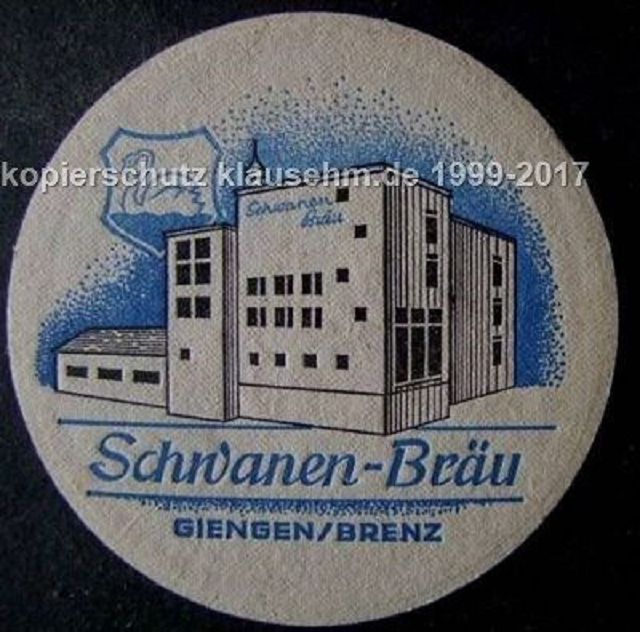 kopierschutz klausehm.de 1999-2017
Schwanen
Bräu
Schwanen-Bräu
GIENGEN/BRENZ